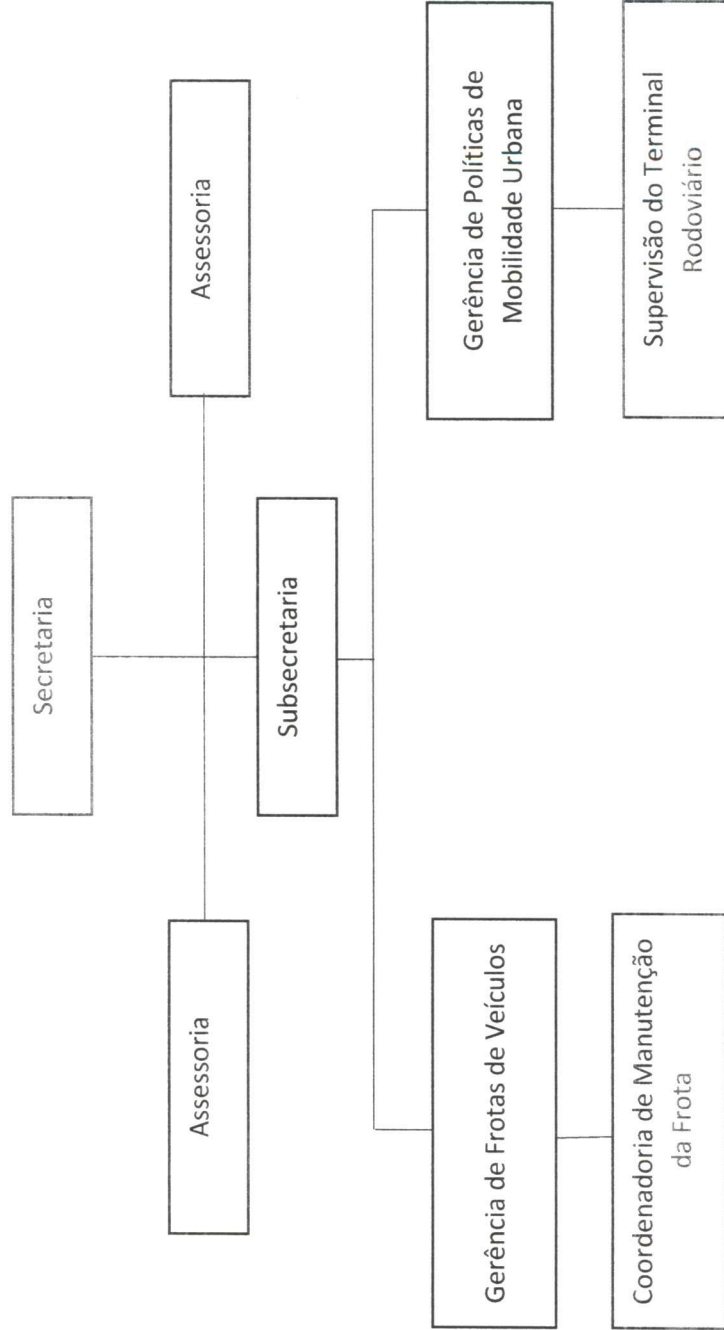 Secretaria
Assessoria
Assessoria
Subsecretaria
Gerência de Frotas de Veículos
Gerência de Políticas de
Mobilidade Urbana
Coordenadoria de Manutenção
da Frota
Supervisão do Terminal
Rodoviário